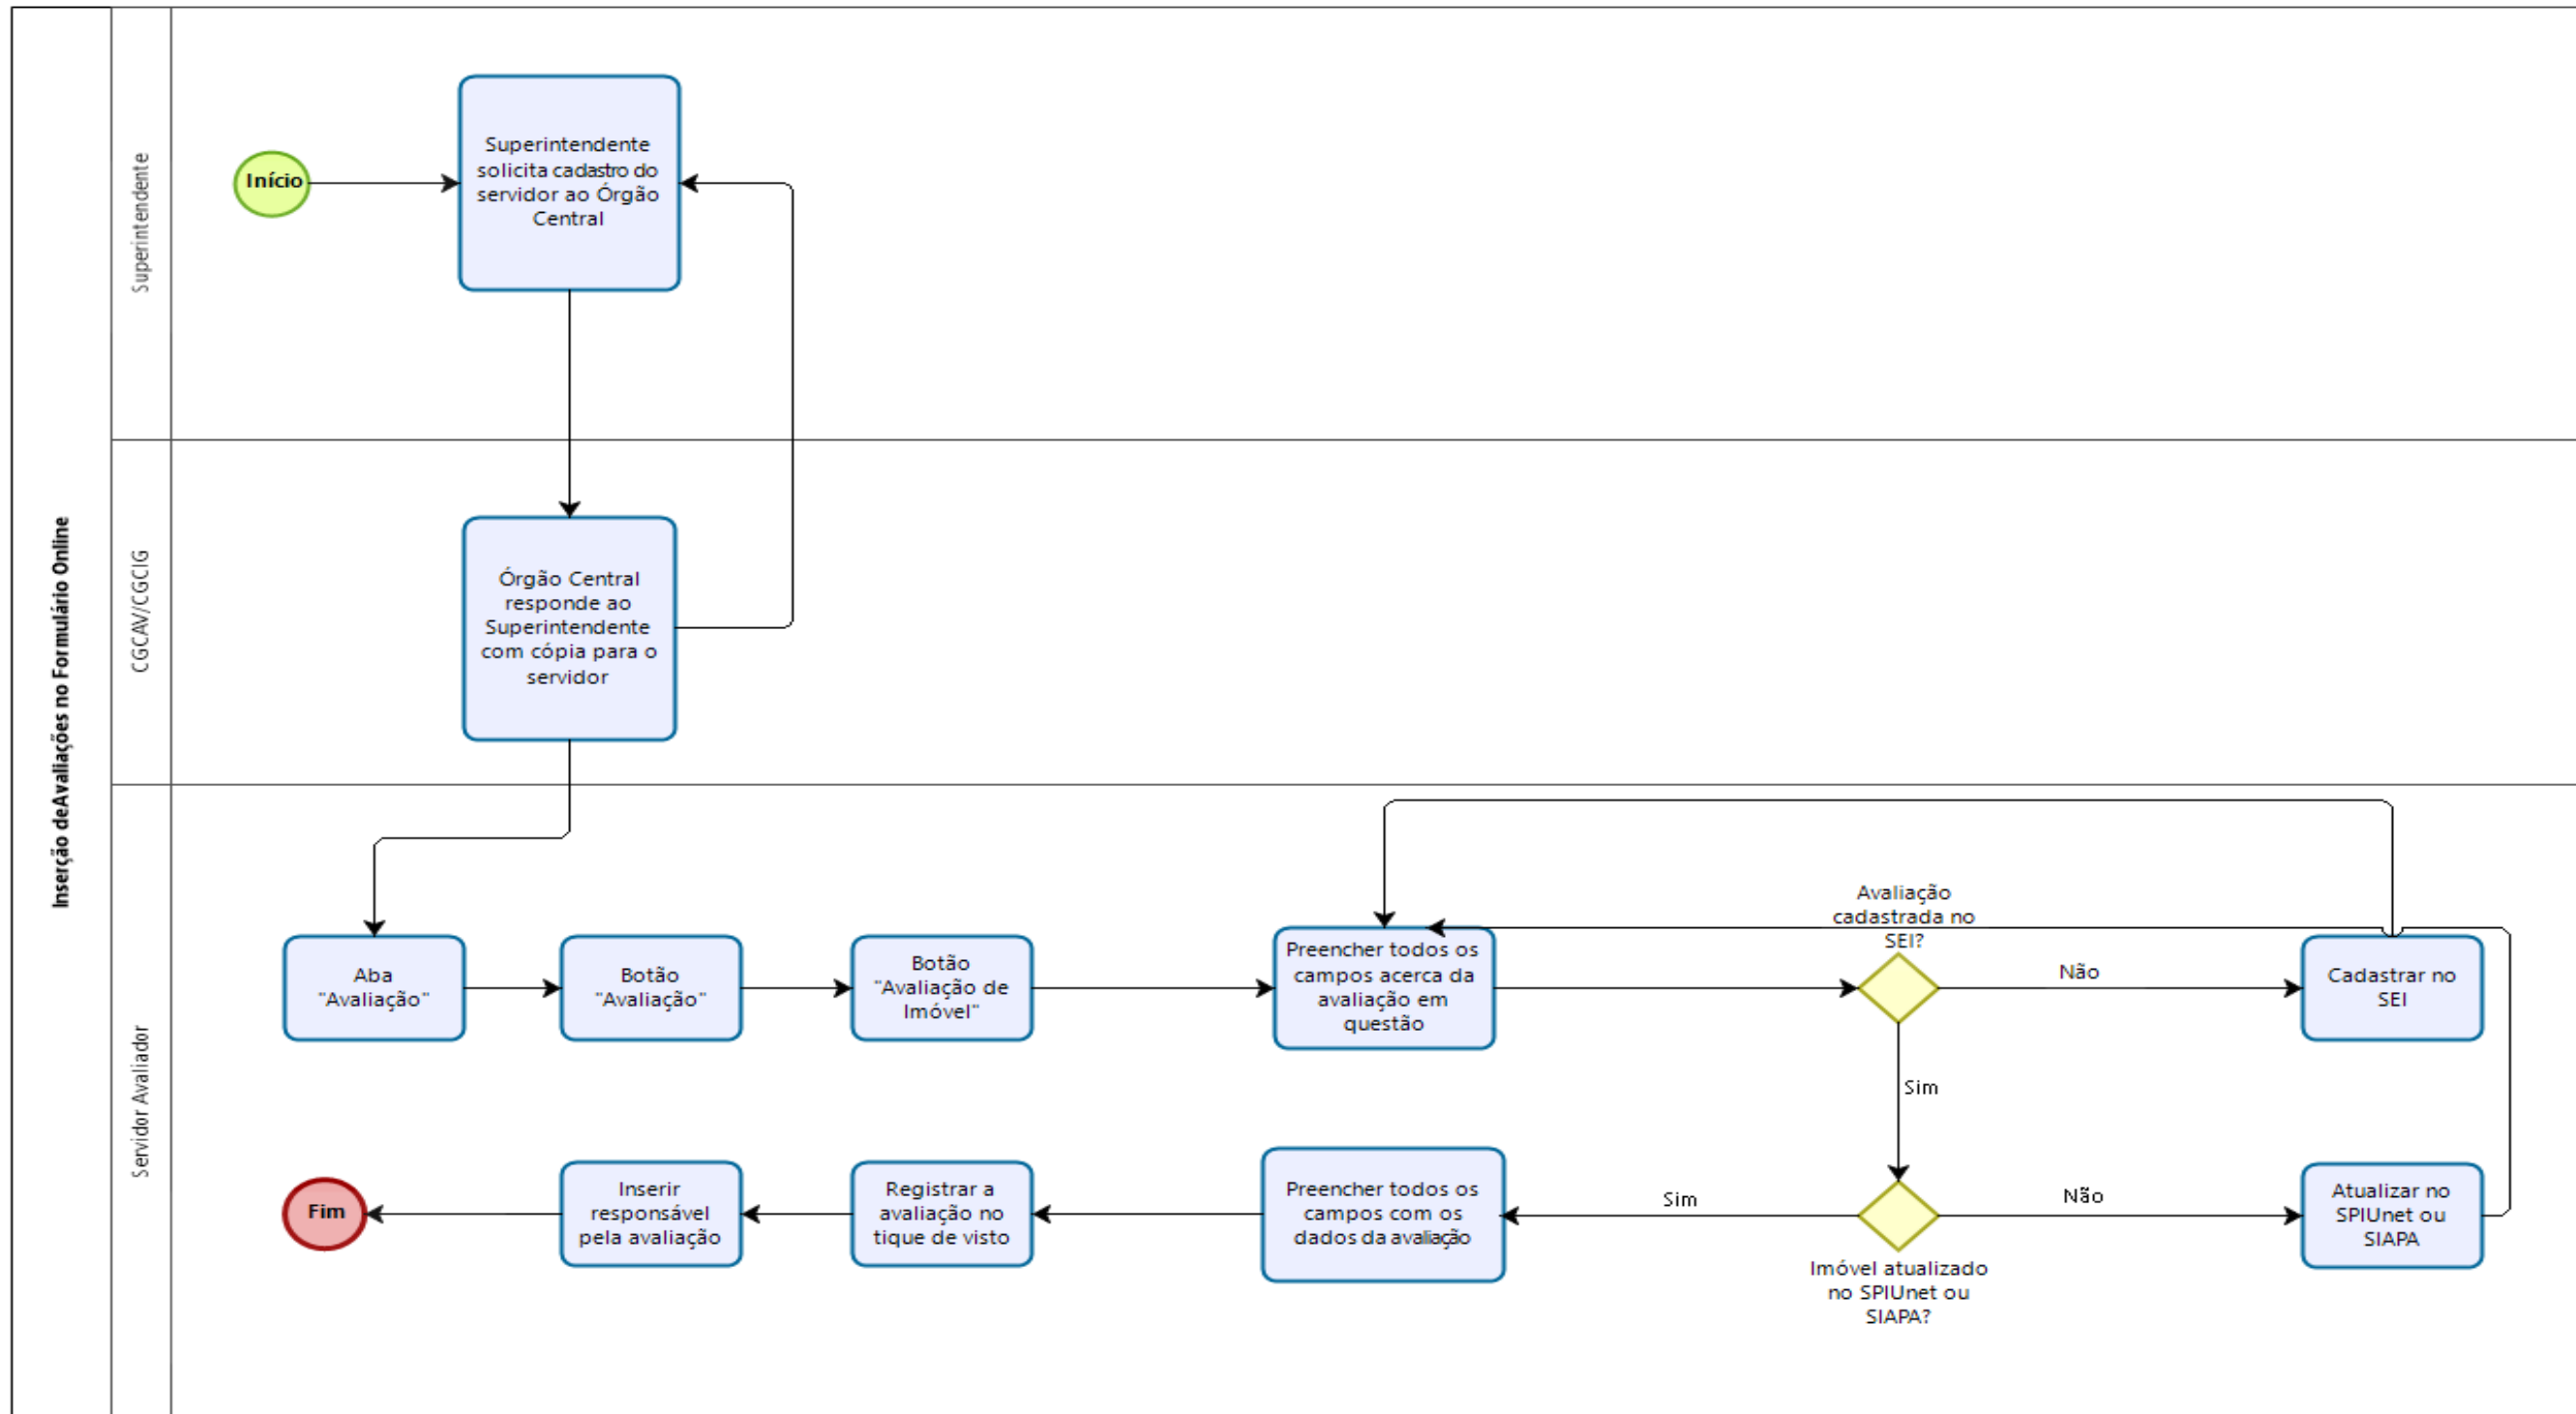 Inserção deAvaliações no Formulário Online
Superintendente
Início
Superintendente
solicita cadastro do
servidor ao Órgão
Central
CGCAV/CGCIG
Órgão Central
responde ao
Superintendente
com cópia para o
servidor
Servidor Avaliador
Aba
"Avaliação"
Botão
"Avaliação"
Botão
"Avaliação de
Imóvel"
Preencher todos os
campos acerca da
avaliação em
questão
Avaliação
cadastrada no
SEI?
Não
Cadastrar no
SEI
Sim
Fim
Inserir
responsável
pela avaliação
Registrar a
avaliação no
tique de visto
Preencher todos os
campos com os
dados da avaliação
Sim
Imóvel atualizado
no SPIUnet ou
SIAPA?
Não
Atualizar no
SPIUnet ou
SIAPA